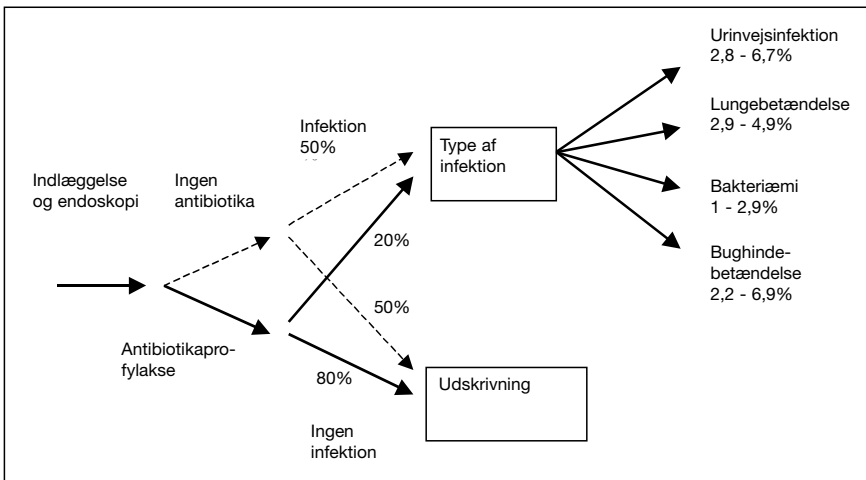 Indlæggelse
og endoskopi
Ingen
antibiotika
Antibiotikapro-
fylakse
Infektion
50%
20%
50%
80%
Ingen
infektion
Type af
infektion
Udskrivning
Urinvejsinfektion
2,8 - 6,7%
Lungebetændelse
2,9 - 4,9%
Bakteriæmi
1 - 2,9%
Bughinde-
betændelse
2,2 - 6,9%